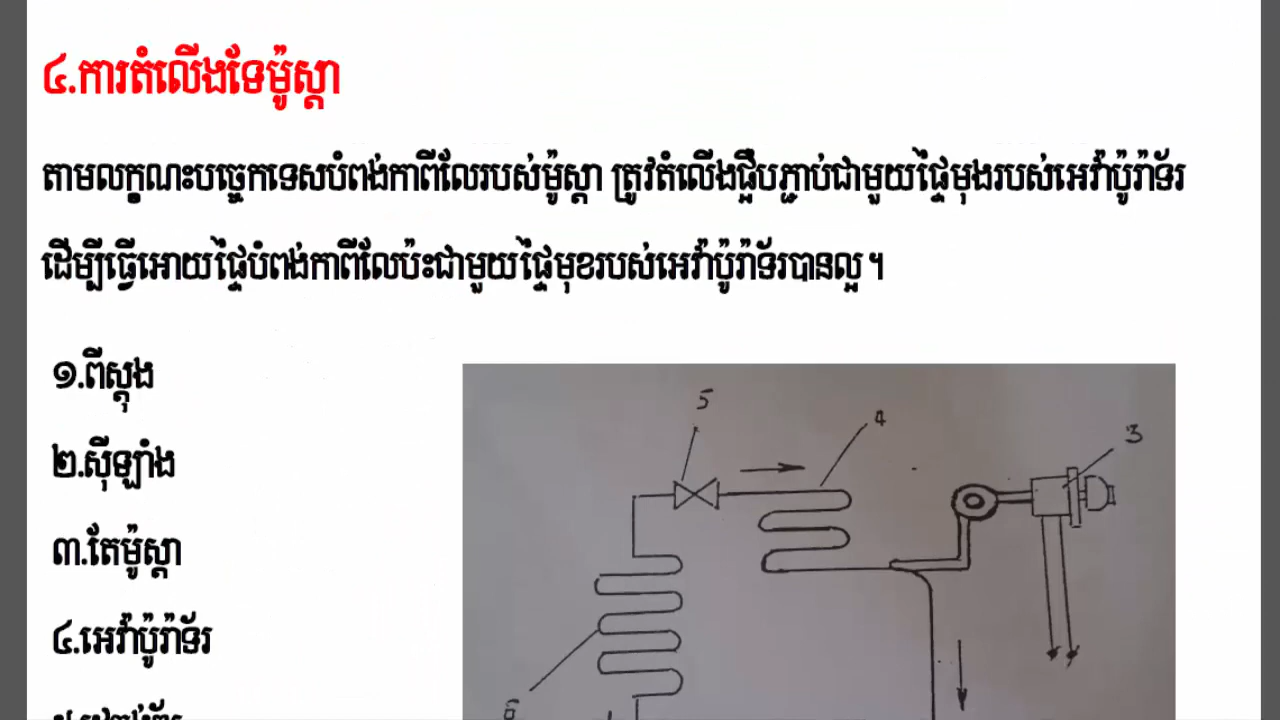 ៤.ការតំលើងទែម៉ូស្តា
តាមលក្ខណះបច្ចេកទេសបំពង់កាពីលែរបស់ម៉ូស្តា ត្រូវតំលើងផ្អឹបភ្ជាប់ជាមួយផ្ទៃមុងរបស់អេវ៉ាប៉ូរ៉ាទ័រ
ដើម្បីធ្វើអោយផ្ទៃបំពង់កាពីលែប៉ះជាមួយផ្ទៃមុខរបស់អេវ៉ាប៉ូរ៉ាទ័របានល្អ។
១.ពីស្តុង
២.ស៊ីឡាំង
៣.តែម៉ូស្តា
៤.អេវ៉ាប៉ូរ៉ាទ័រ
5
4
3
6